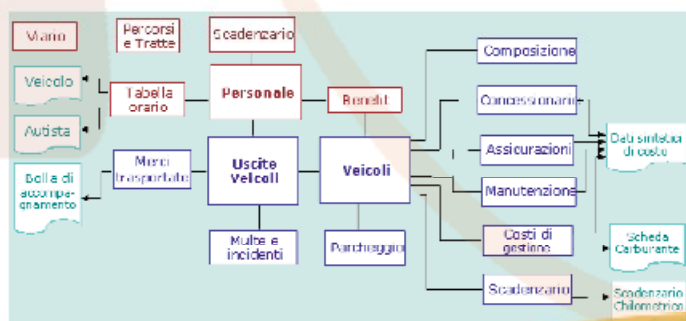 Viario
Percorsi
e Tratte
Scadenzario
Composizione
Veicolo
Tabella
orario
Personale
Benefit
Concessionario
Autista
Assicurazioni
Dati sintetici
di costo
Merci
trasportate
Uscite
Veicoli
Veicoli
Bolla di
accompa-
gnamento
Manutenzione
Multe e
incidenti
Parcheggio
Costi di
gestione
Scheda
Carburante
Scadenzario
Scadenzario
Chilometrico